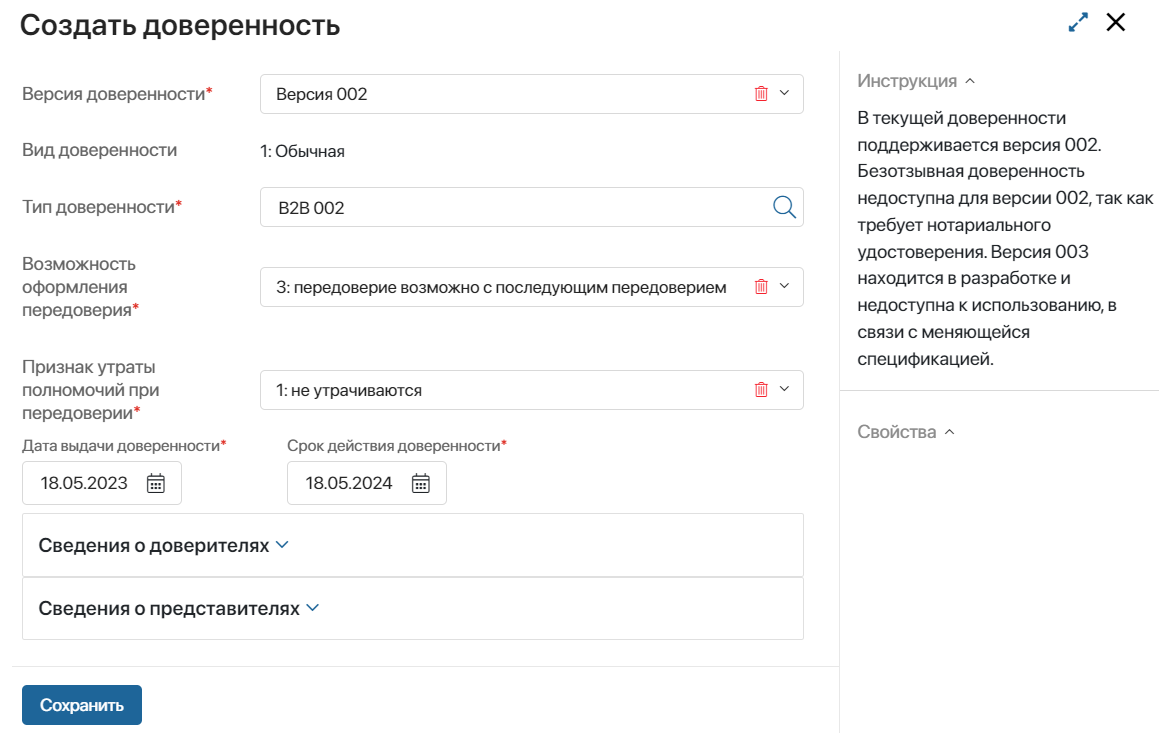 Создать доверенность
Версия доверенности*
Версия 002
Вид доверенности
1: Обычная
Тип доверенности*
B2B 002
Возможность
оформления
передоверия*
3: передоверие возможно с последующим передоверием
Признак утраты
полномочий при
передоверии*
1: не утрачиваются
Дата выдачи доверенности*
Срок действия доверенности*
18.05.2023
18.05.2024
Сведения о доверителях
Сведения о представителях
Сохранить
Инструкция
В текущей доверенности
поддерживается версия 002.
Безотзывная доверенность
недоступна для версии 002, так как
требует нотариального
удостоверения. Версия 003
находится в разработке и
недоступна к использованию, в
связи с меняющейся
спецификацией.
Свойства